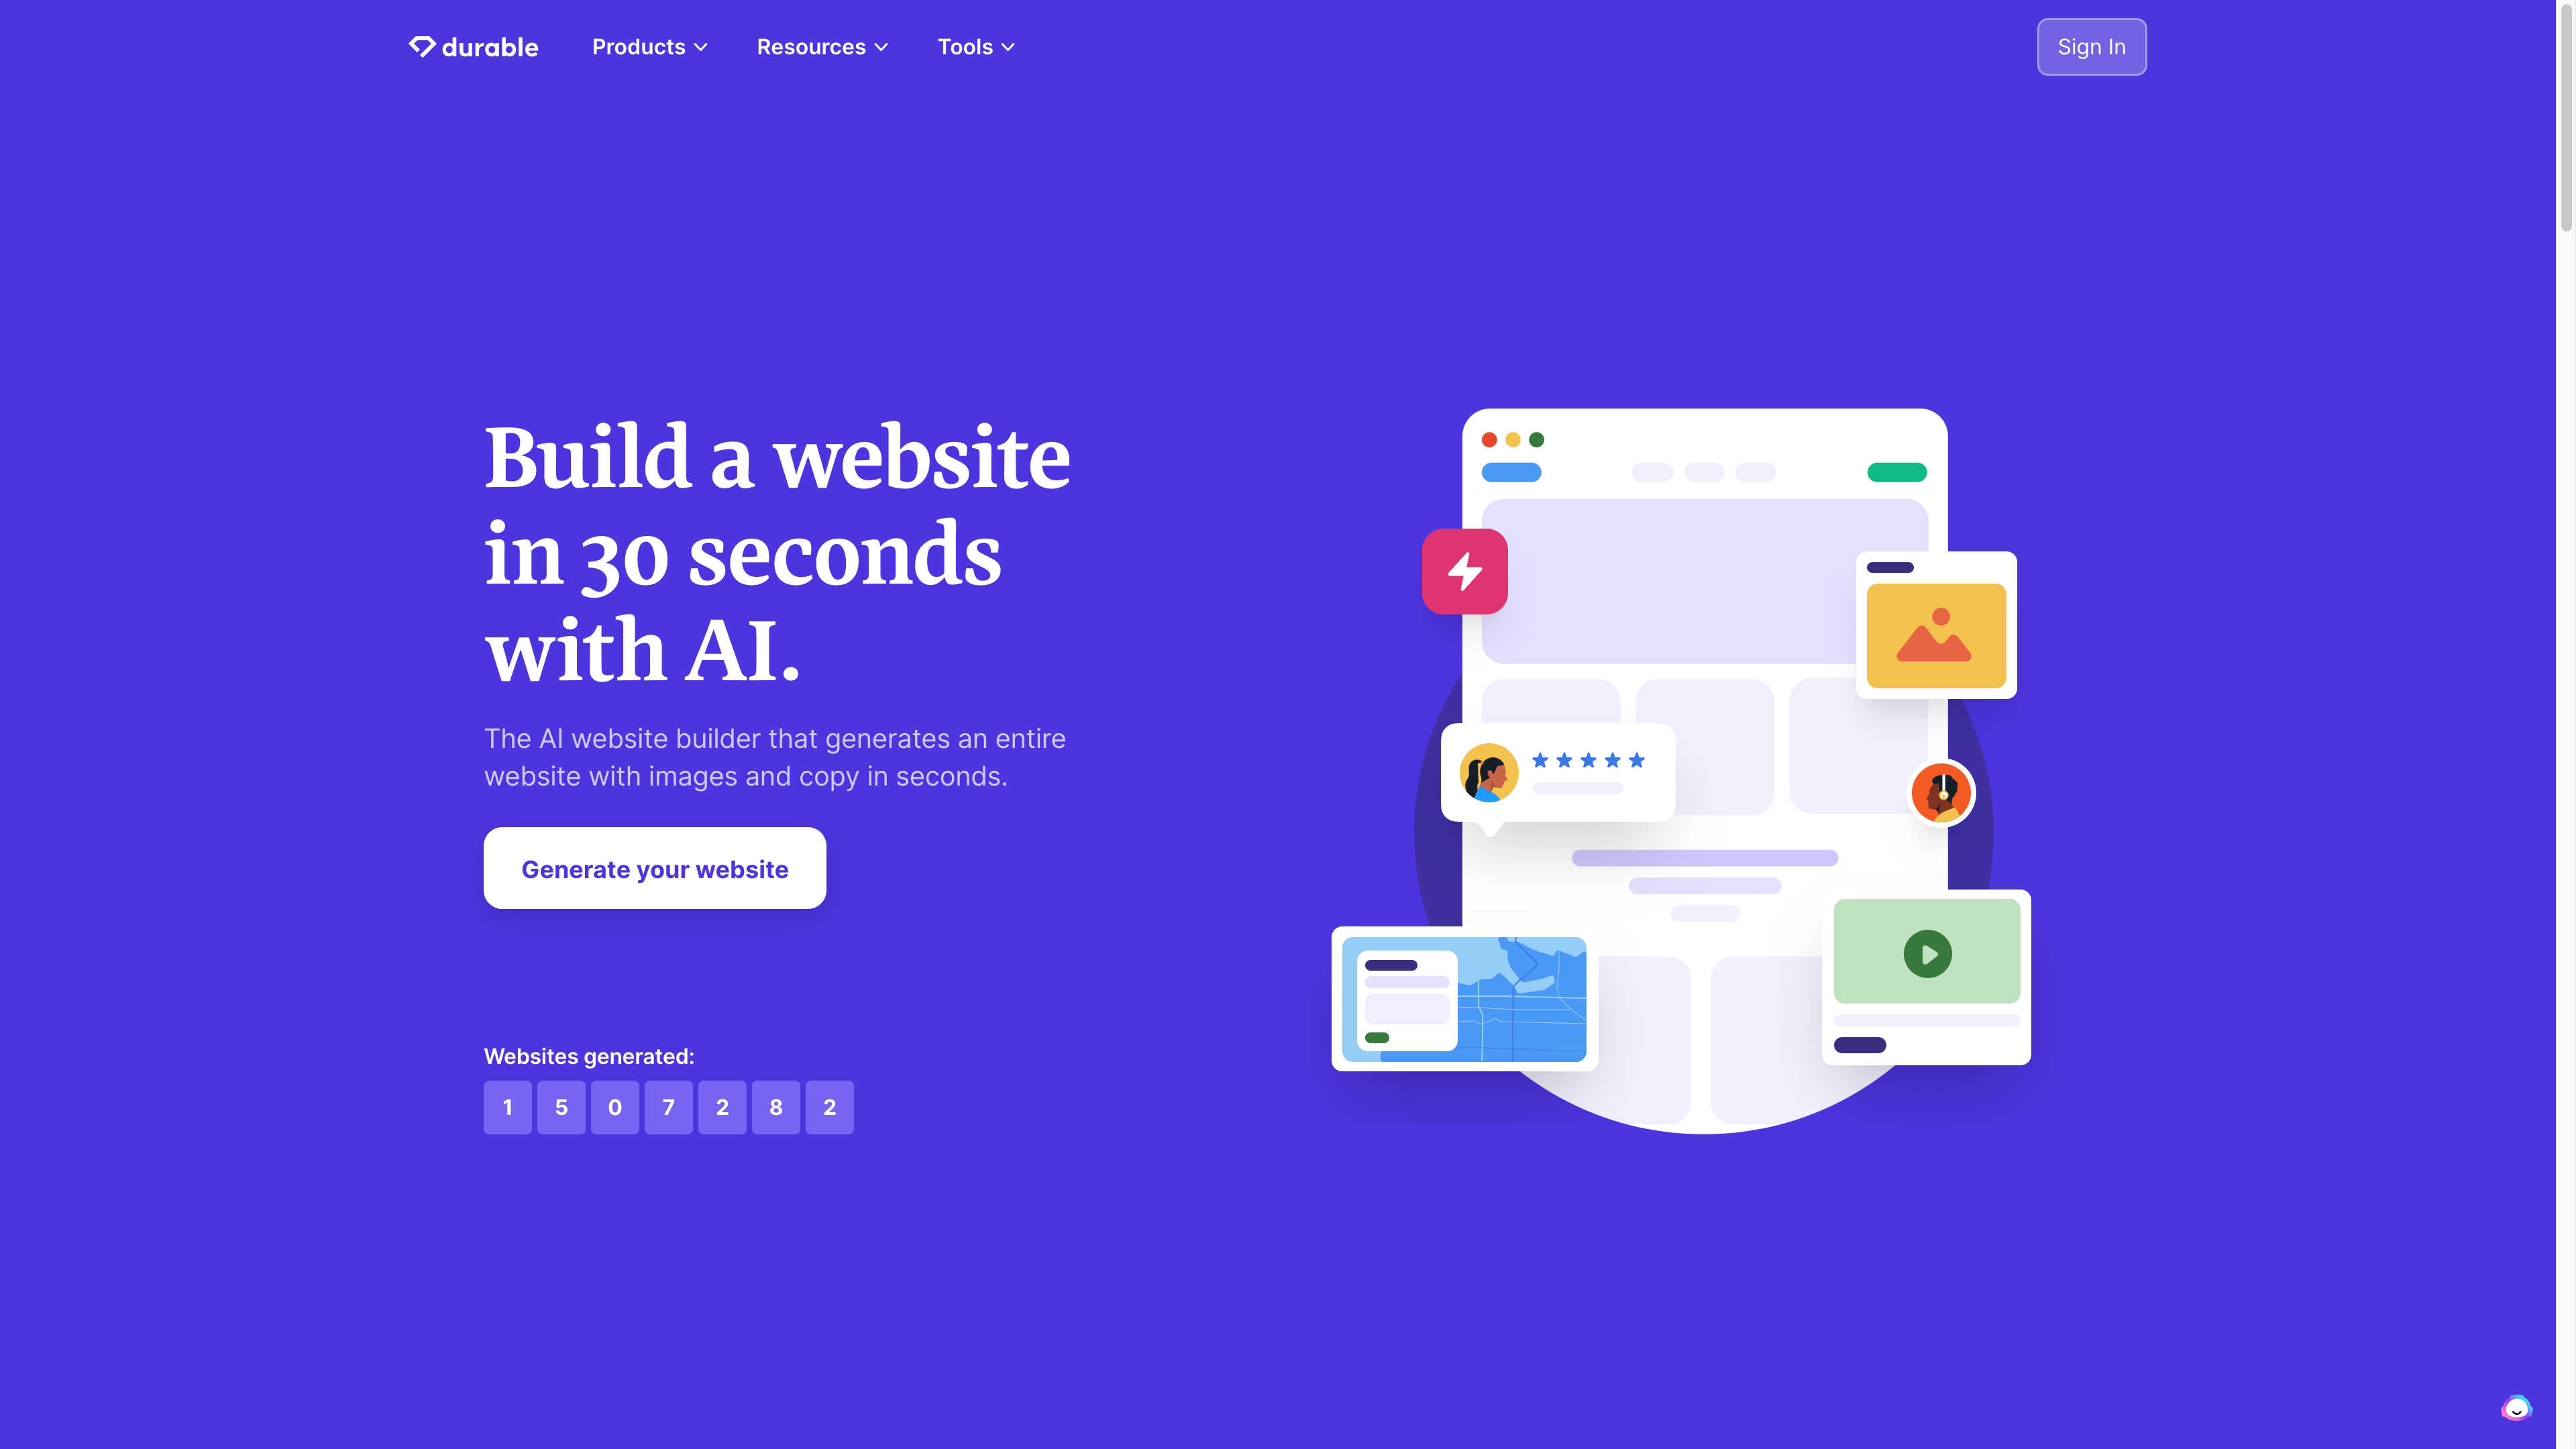 durable
Products
Resources
Tools
Sign In
Build a website
in 30 seconds
with AI.
The AI website builder that generates an entire
website with images and copy in seconds.
Generate your website
Websites generated:
1 5 0 7 2 8 2